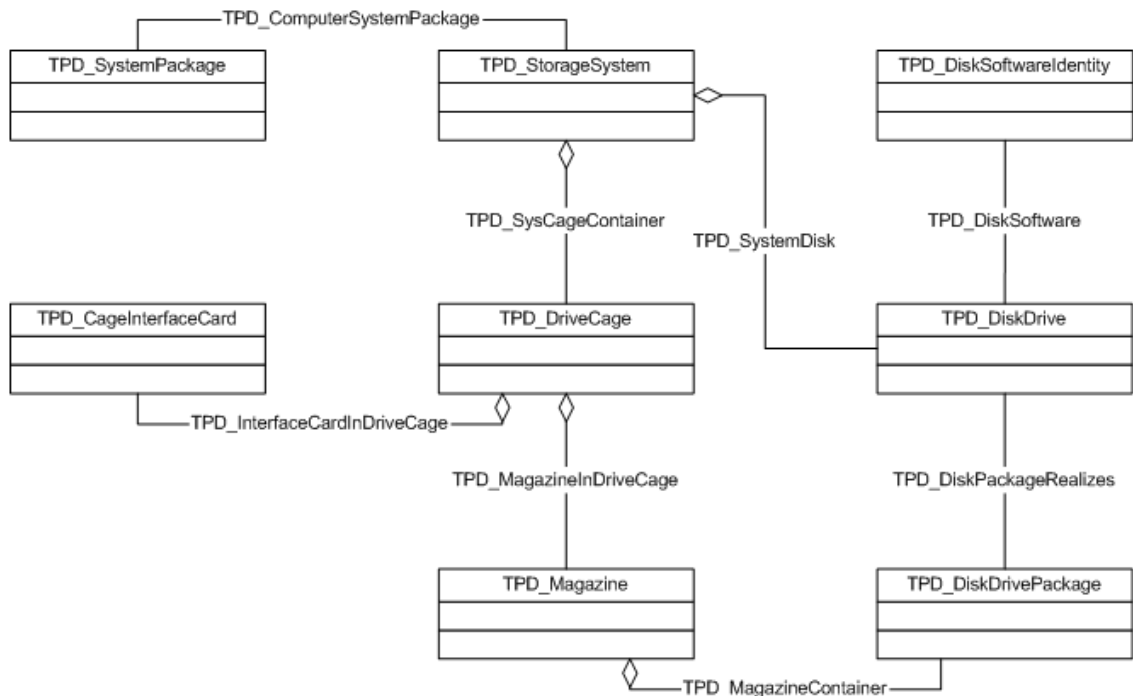 TPD_ComputerSystemPackage
TPD_SystemPackage
TPD_StorageSystem
TPD_DiskSoftwareIdentity
TPD_SysCageContainer
TPD_SystemDisk
TPD_DiskSoftware
TPD_CageInterfaceCard
TPD_DriveCage
TPD_DiskDrive
TPD_InterfaceCardInDriveCage
TPD_MagazineInDriveCage
TPD_DiskPackageRealizes
TPD_Magazine
TPD_DiskDrivePackage
TPD_MagazineContainer